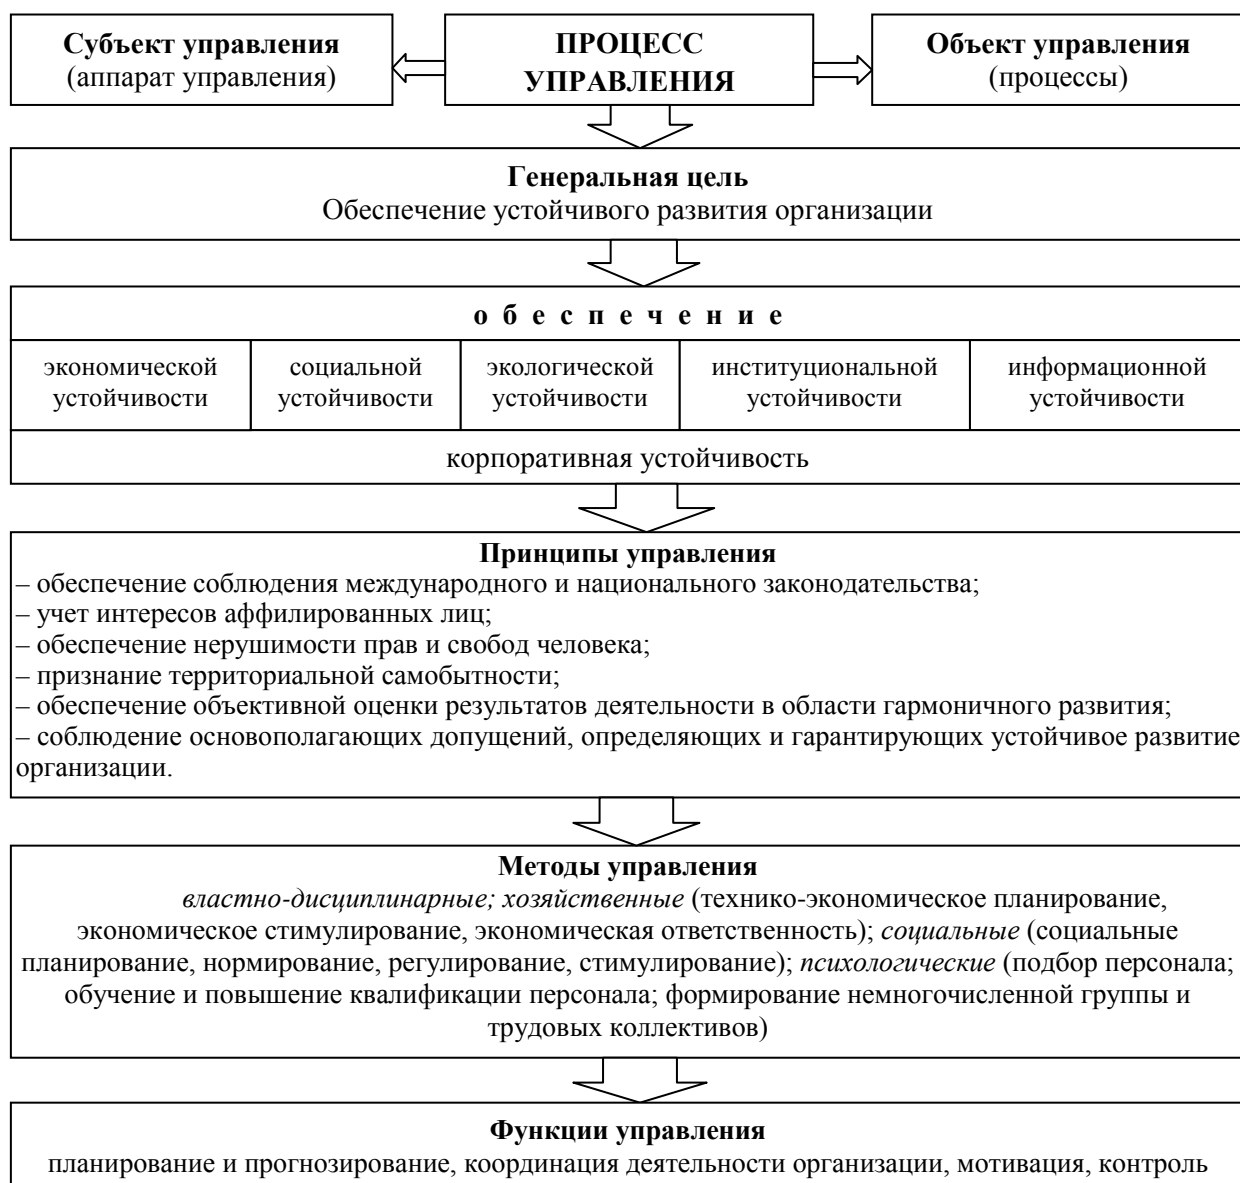 Субъект управления
(аппарат управления)
ПРОЦЕСС
УПРАВЛЕНИЯ
Объект управления
(процессы)
Генеральная цель
Обеспечение устойчивого развития организации
о б е с п е ч е н и е
экономической
устойчивости
социальной
устойчивости
экологической
устойчивости
институциональной
устойчивости
информационной
устойчивости
корпоративная устойчивость
Принципы управления
– обеспечение соблюдения международного и национального законодательства;
– учет интересов аффилированных лиц;
– обеспечение нерушимости прав и свобод человека;
– признание территориальной самобытности;
– обеспечение объективной оценки результатов деятельности в области гармоничного развития;
– соблюдение основополагающих допущений, определяющих и гарантирующих устойчивое развитие
организации.
Методы управления
властно-дисциплинарные; хозяйственные (технико-экономическое планирование,
экономическое стимулирование, экономическая ответственность); социальные (социальные
планирование, нормирование, регулирование, стимулирование); психологические (подбор персонала;
обучение и повышение квалификации персонала; формирование немногочисленной группы и
трудовых коллективов)
Функции управления
планирование и прогнозирование, координация деятельности организации, мотивация, контроль